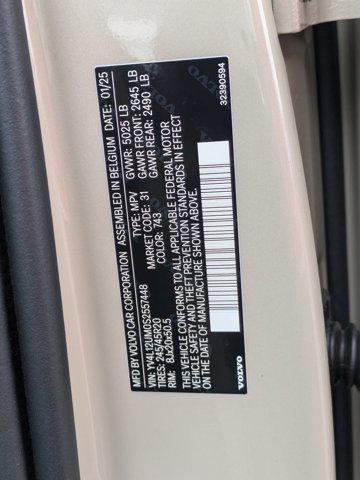 MFD BY VOLVO CAR CORPORATION ASSEMBLED IN BELGIUM DATE: 01/25
VIN: YV4L12UM0S2557448 TYPE: MPV GVWR: 5025 LB
TIRES: 245/45R20 MARKET CODE: 31 GAWR FRONT: 2645 LB
RIM: 8Jx20x50.5 COLOR: 743 GAWR REAR: 2490 LB
THIS VEHICLE CONFORMS TO ALL APPLICABLE FEDERAL MOTOR
VEHICLE SAFETY AND THEFT PREVENTION STANDARDS IN EFFECT
ON THE DATE OF MANUFACTURE SHOWN ABOVE.
VOLVO
32390594